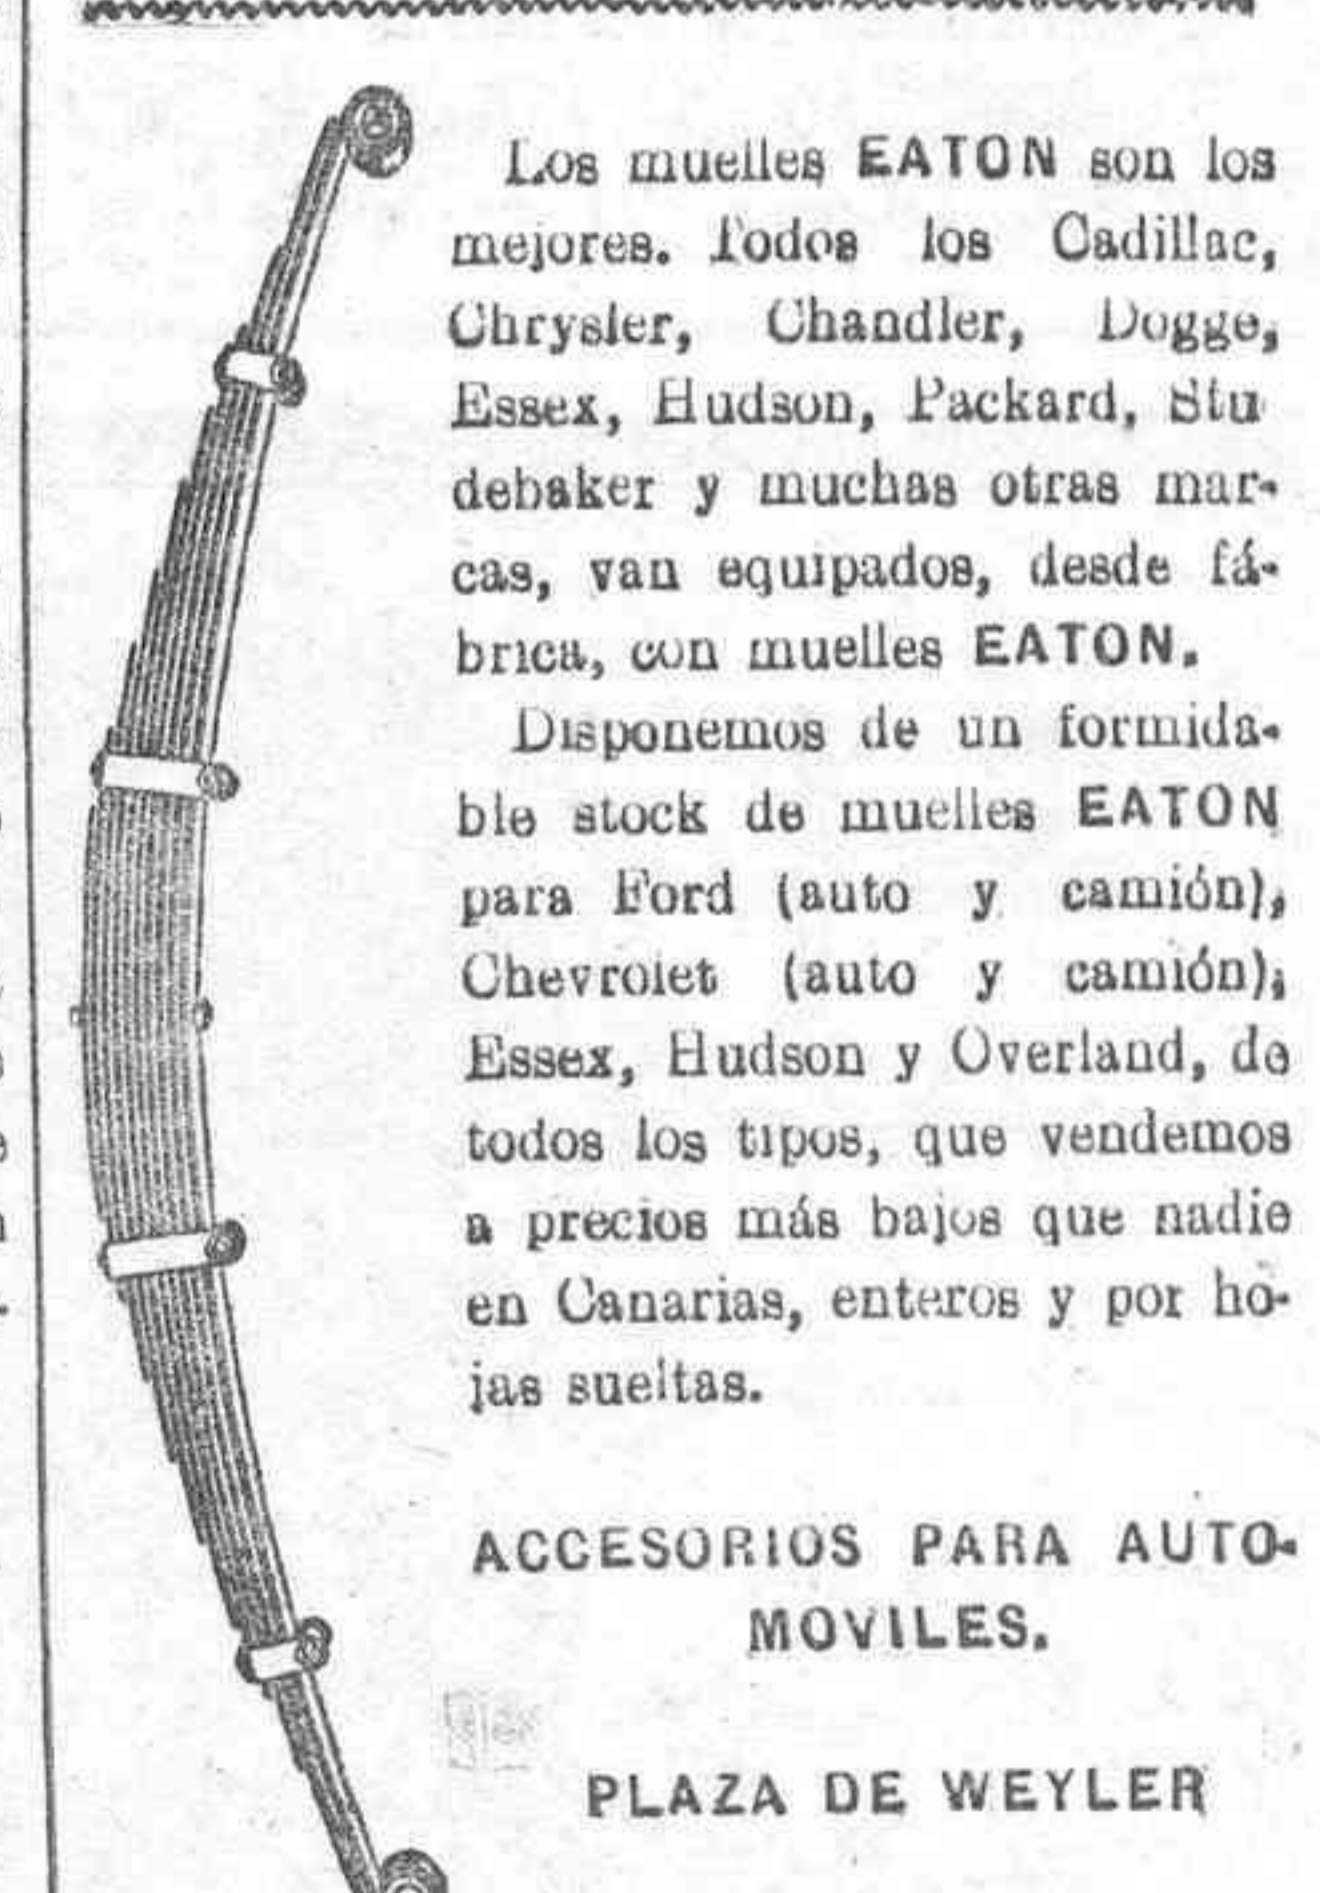 Los muelles EATON son los
mejores. Todos los Cadillac,
Chrysler, Chandler, Dogge,
Essex, Hudson, Packard, Stu
debaker y muchas otras mar-
cas, van equipados, desde fá-
brica, con muelles EATON.
Disponemos de un formida-
ble stock de muelles EATON
para Ford (auto y camión),
Chevrolet (auto y camión),
Essex, Hudson y Overland, de
todos los tipos, que vendemos
a precios más bajos que nadie
en Canarias, enteros y por ho-
jas sueltas.
ACCESORIOS PARA AUTO-
MOVILES.
PLAZA DE WEYLER